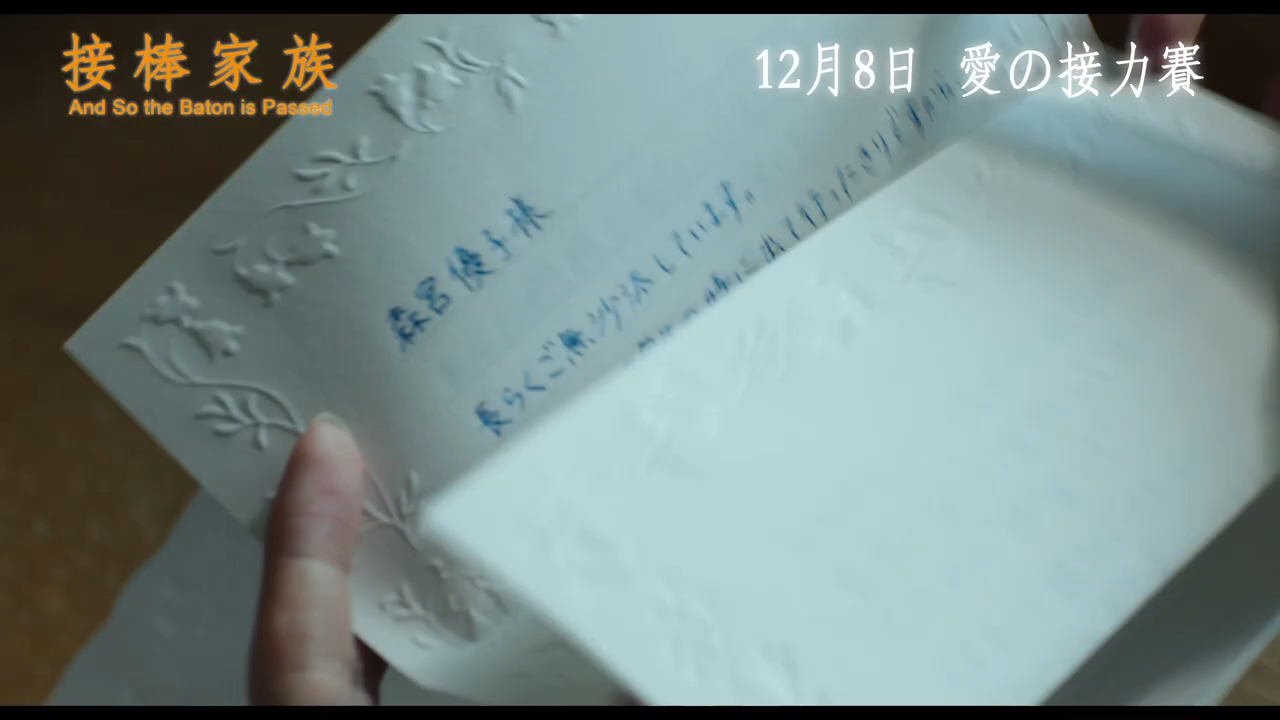 接棒家族
And So the Baton is Passed
12月8日 愛の接力賽
森宮優子様
長らくご無沙汰しています。